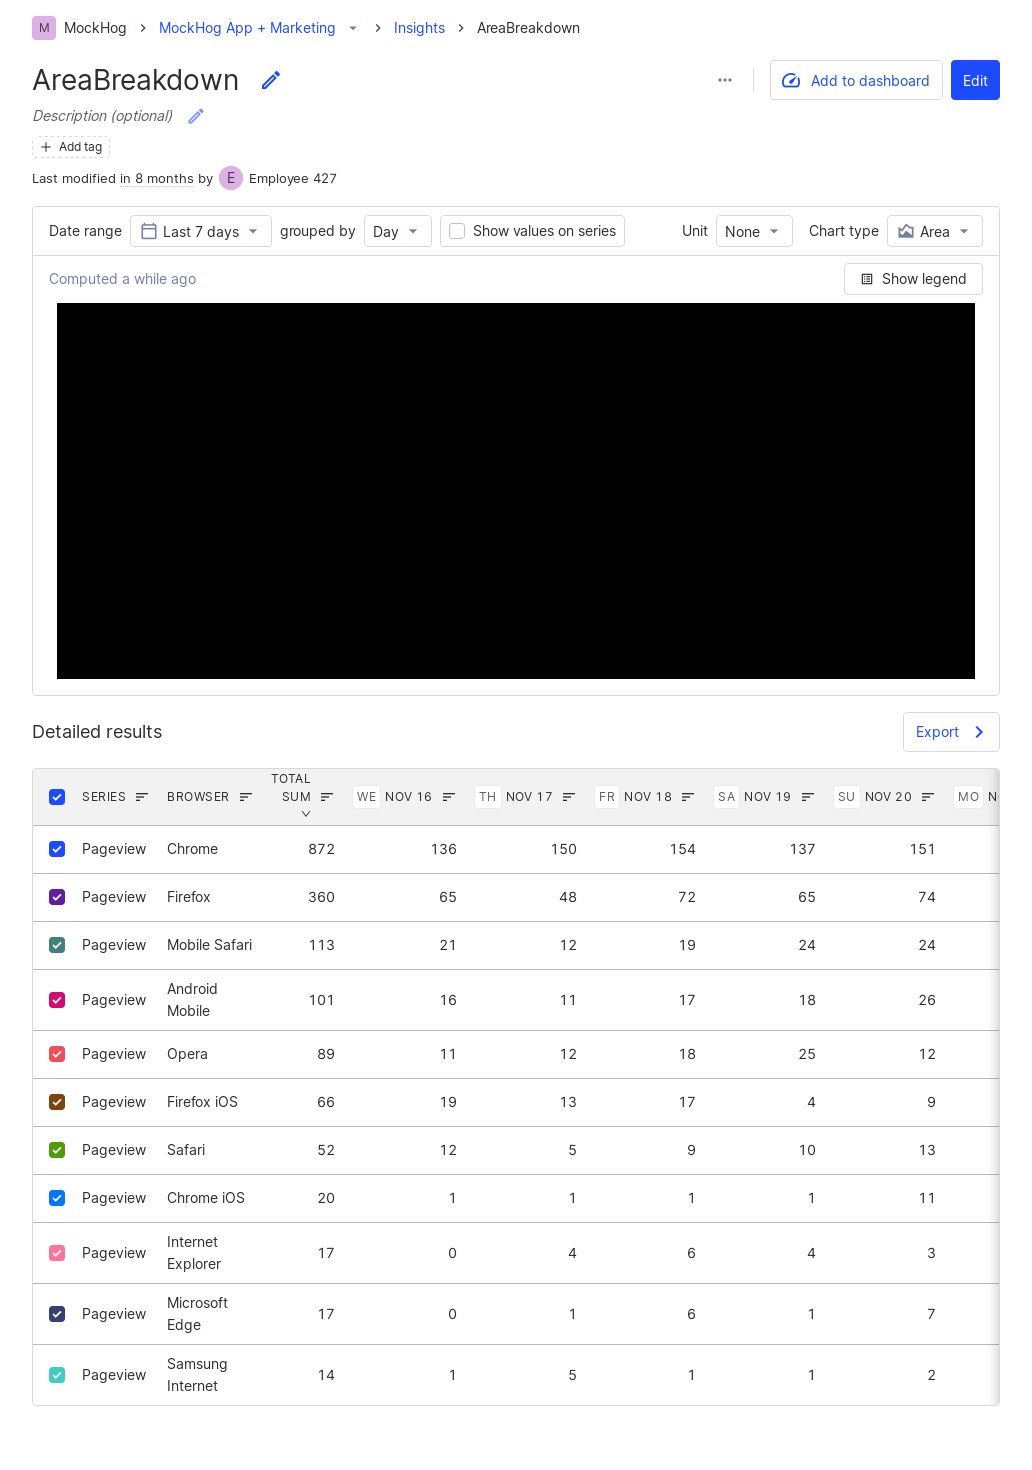 M MockHog MockHog App + Marketing Insights AreaBreakdown
AreaBreakdown
Add to dashboard Edit
Description (optional)
Add tag
Last modified in 8 months by E Employee 427
Date range Last 7 days grouped by Day Show values on series Unit None Chart type Area
Computed a while ago Show legend
Detailed results Export
SERIES BROWSER TOTAL SUM WE NOV 16 TH NOV 17 FR NOV 18 SA NOV 19 SU NOV 20 MO
Pageview Chrome 872 136 150 154 137 151
Pageview Firefox 360 65 48 72 65 74
Pageview Mobile Safari 113 21 12 19 24 24
Pageview Android Mobile 101 16 11 17 18 26
Pageview Opera 89 11 12 18 25 12
Pageview Firefox iOS 66 19 13 17 4 9
Pageview Safari 52 12 5 9 10 13
Pageview Chrome iOS 20 1 1 1 1 11
Pageview Internet Explorer 17 0 4 6 4 3
Pageview Microsoft Edge 17 0 1 6 1 7
Pageview Samsung Internet 14 1 5 1 1 2